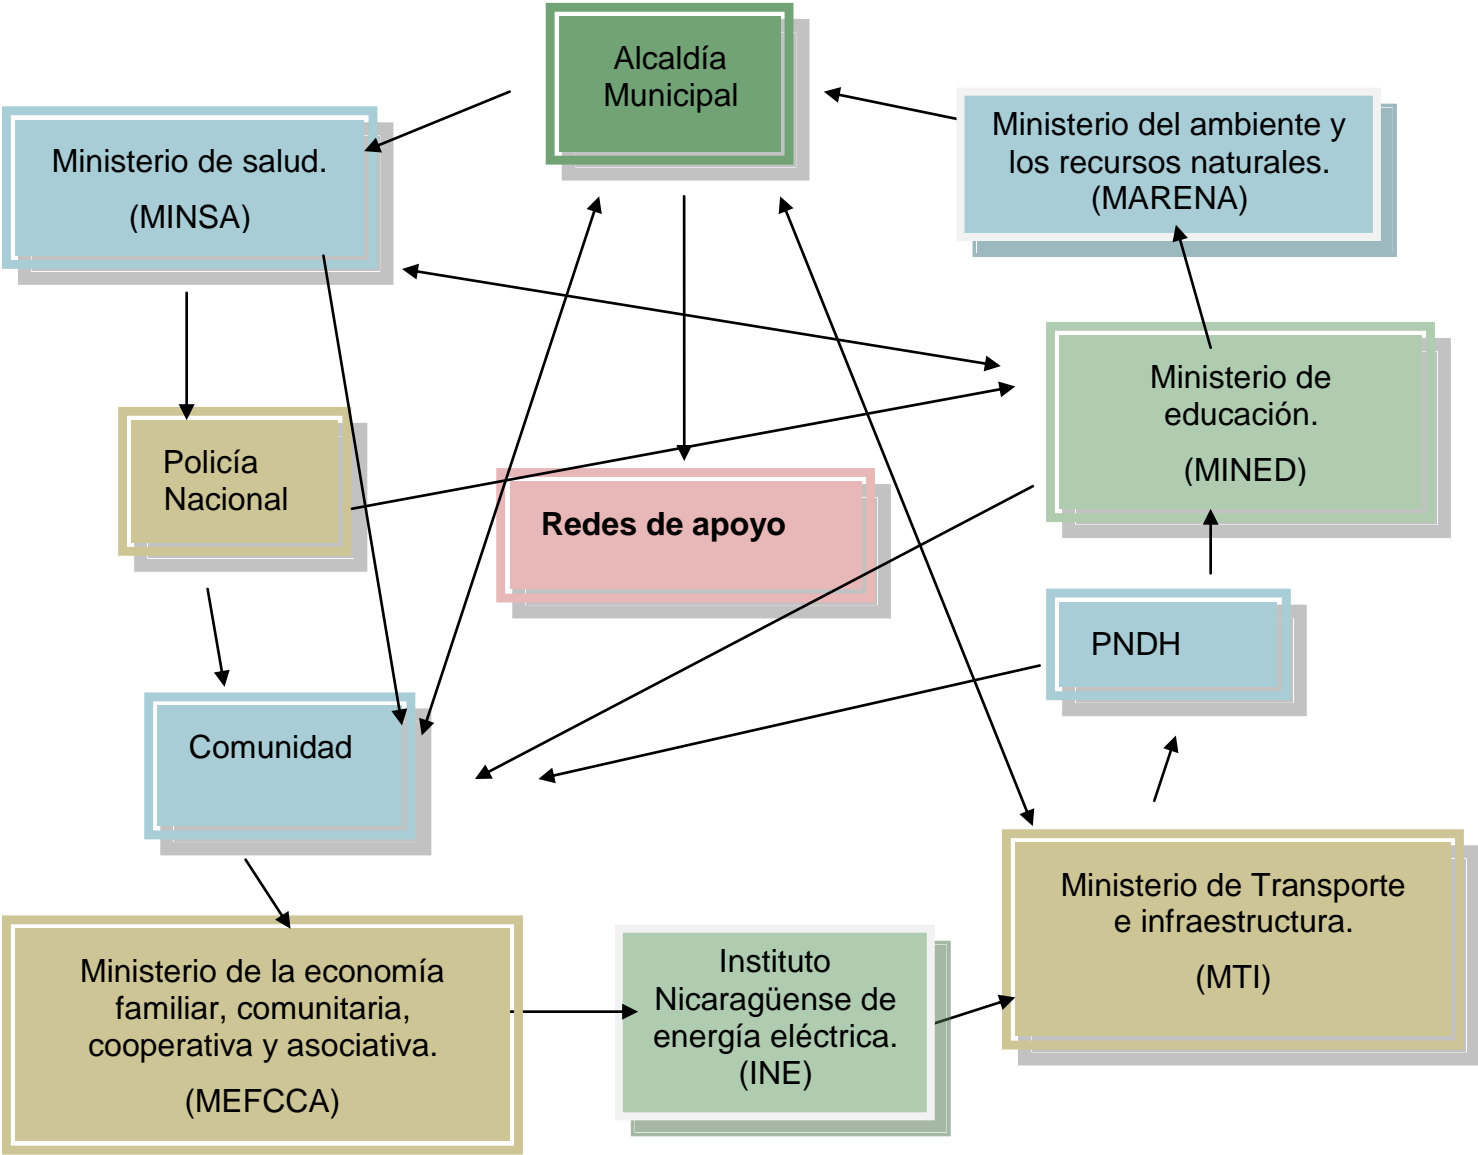 Alcaldía
Municipal
Ministerio de salud.
(MINSA)
Ministerio del ambiente y
los recursos naturales.
(MARENA)
Ministerio de
educación.
(MINED)
Policía
Nacional
Redes de apoyo
PNDH
Comunidad
Ministerio de Transporte
e infraestructura.
(MTI)
Ministerio de la economía
familiar, comunitaria,
cooperativa y asociativa.
(MEFCCA)
Instituto
Nicaragüense de
energía eléctrica.
(INE)